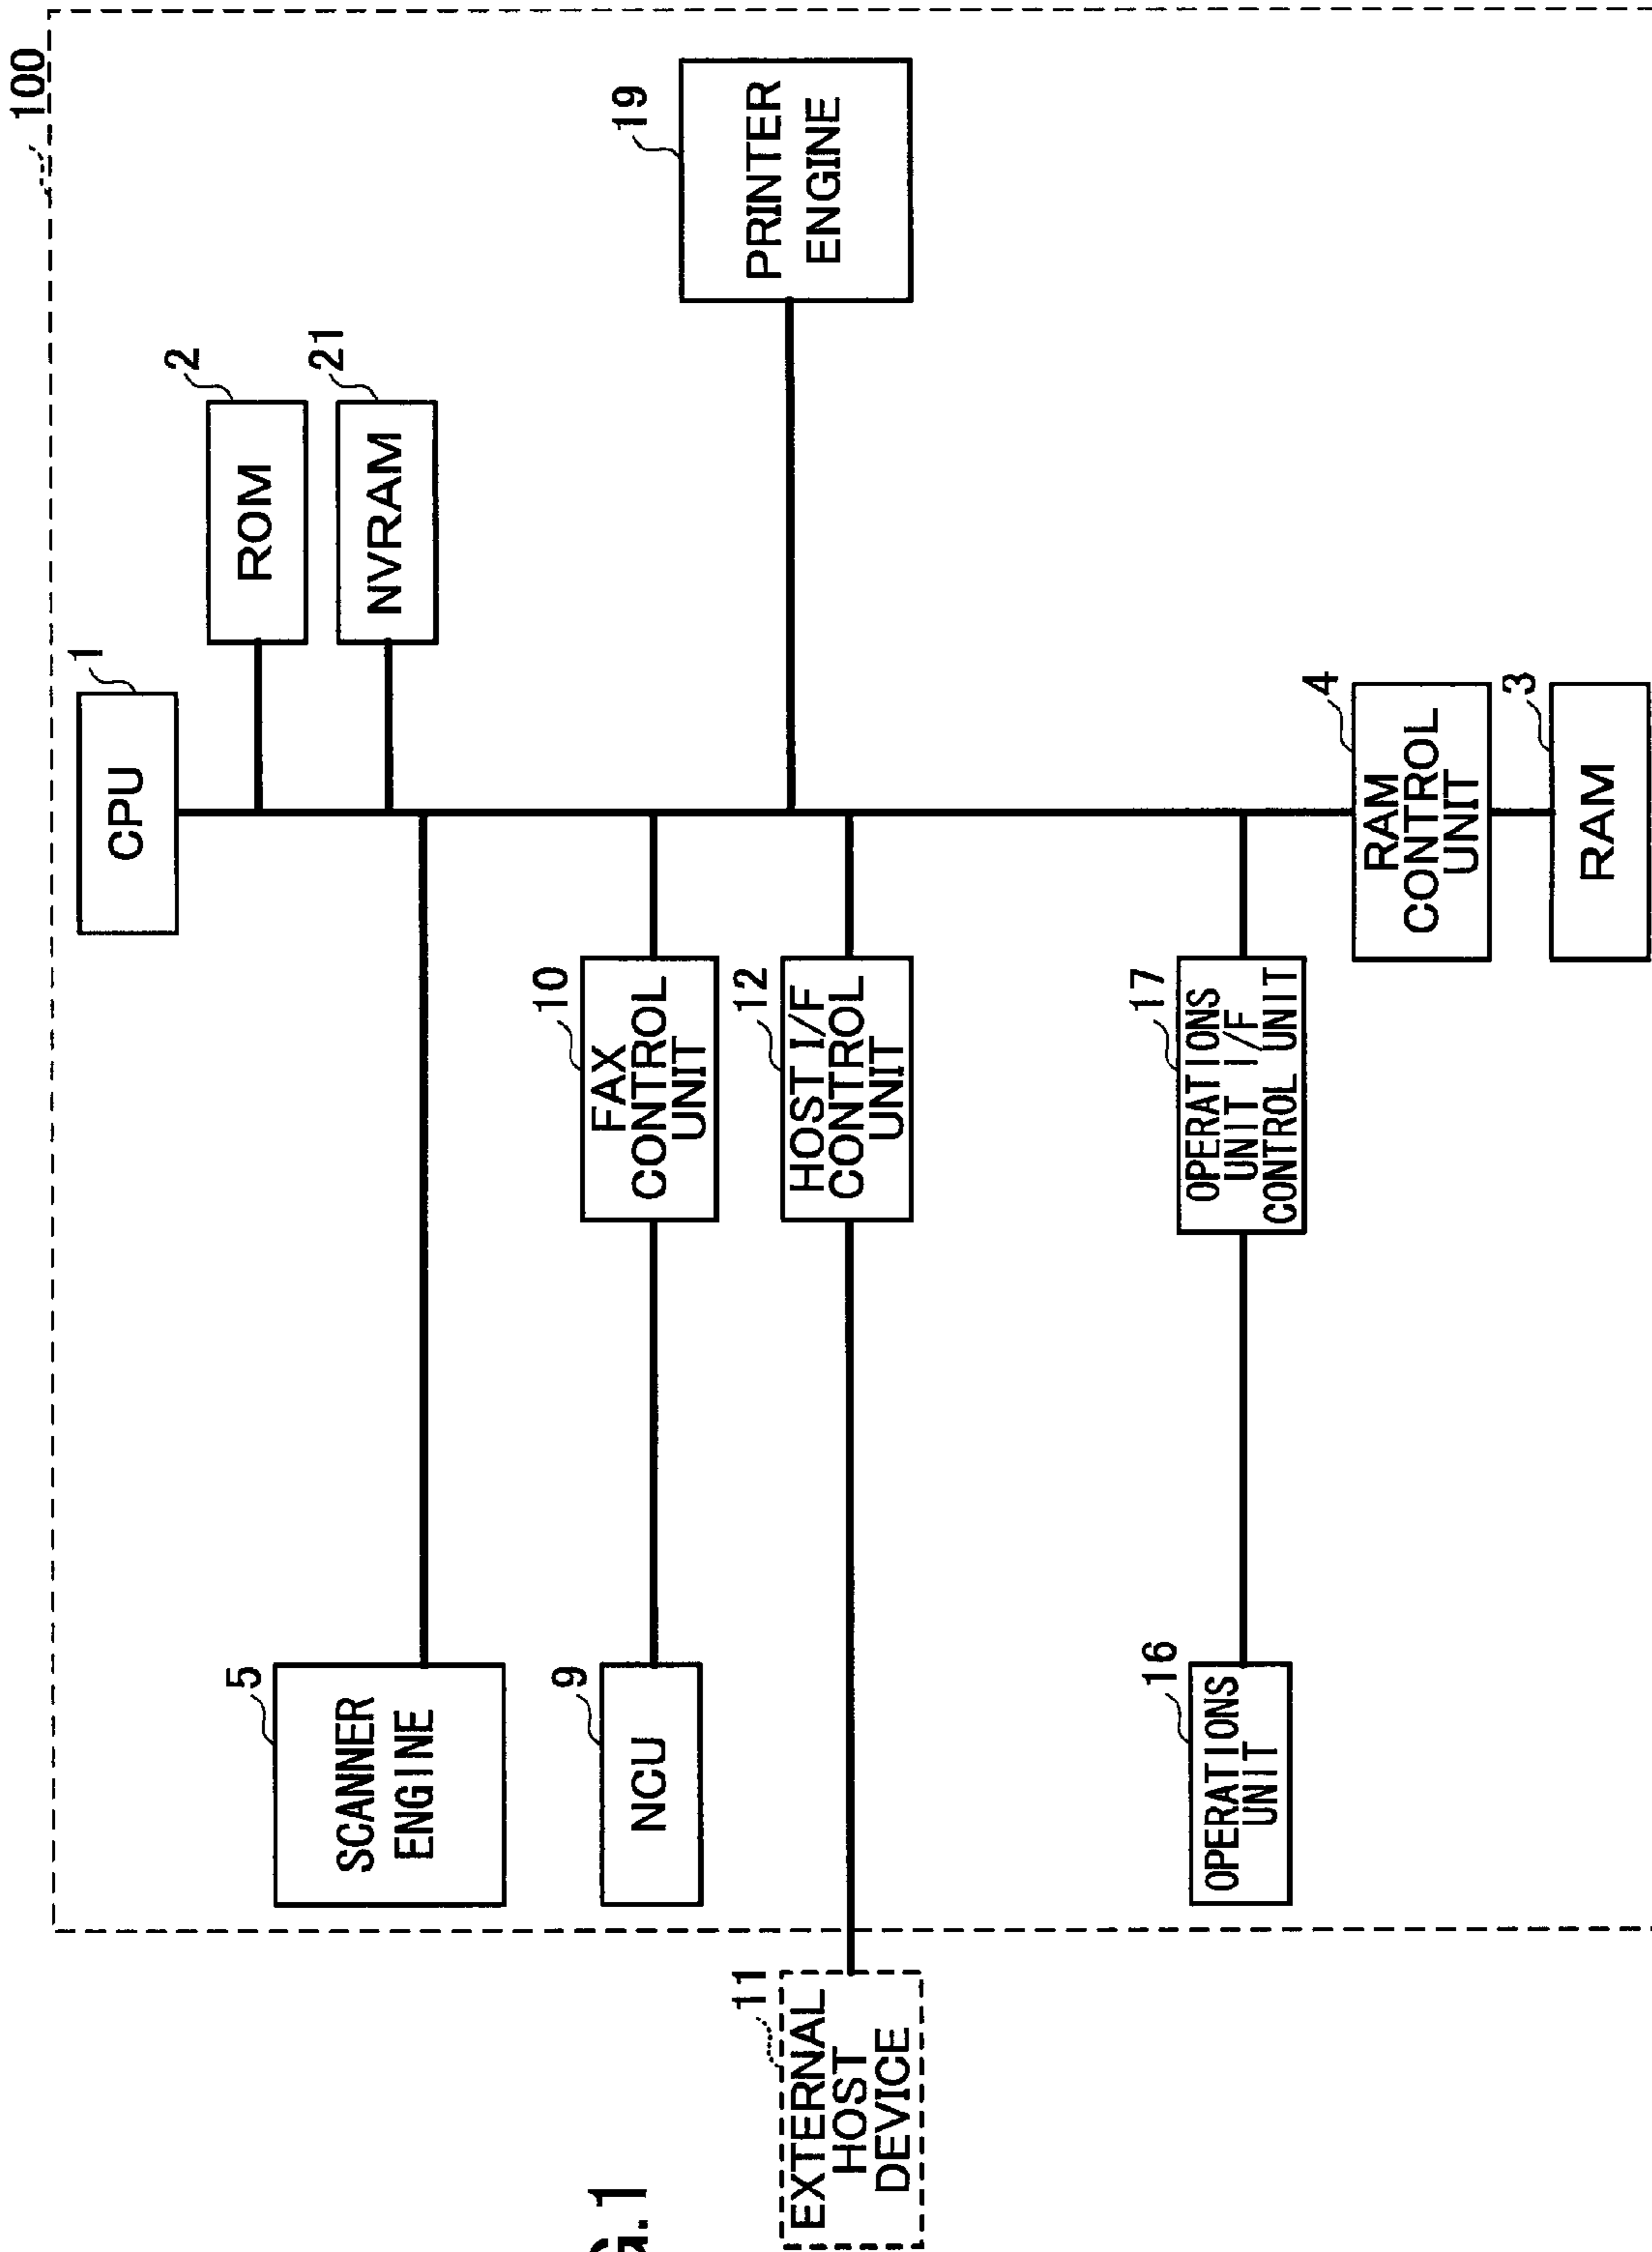 100
CPU
1
ROM
2
NVRAM
21
PRINTER
ENGINE
19
SCANNER
ENGINE
5
FAX
CONTROL
UNIT
10
NCU
9
HOST I/F
CONTROL
UNIT
12
EXTERNAL
HOST
DEVICE
11
OPERATIONS
UNIT I/F
CONTROL UNIT
17
OPERATIONS
UNIT
16
RAM
CONTROL
UNIT
4
RAM
3
G. 1